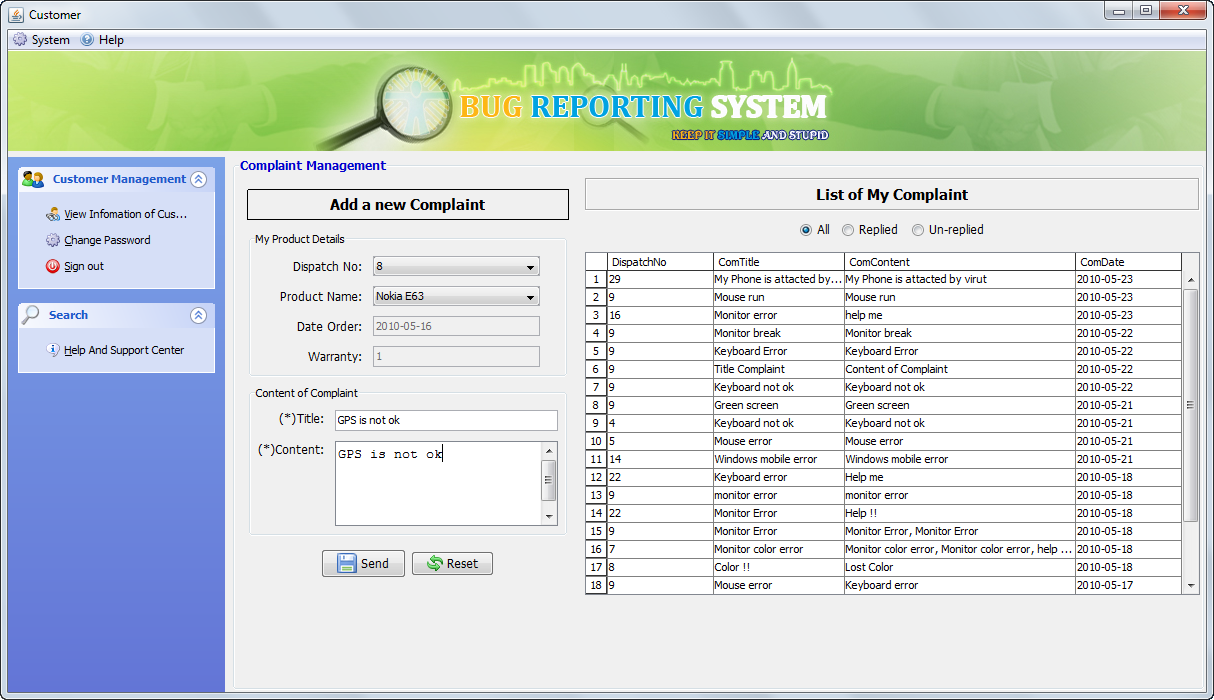 Customer
System Help
BUG REPORTING SYSTEM
KEEP IT SIMPLE AND STUPID
Customer Management
View Infomation of Cus...
Change Password
Sign out
Search
Help And Support Center
Complaint Management
Add a new Complaint
My Product Details
Dispatch No: 8
Product Name: Nokia E63
Date Order: 2010-05-16
Warranty: 1
Content of Complaint
(*)Title: GPS is not ok
(*)Content: GPS is not ok
Send Reset
List of My Complaint
All Replied Un-replied
DispatchNo ComTitle ComContent ComDate
1 29 My Phone is attacted by... My Phone is attacted by virut 2010-05-23
2 9 Mouse run Mouse run 2010-05-23
3 16 Monitor error help me 2010-05-23
4 9 Monitor break Monitor break 2010-05-22
5 9 Keyboard Error Keyboard Error 2010-05-22
6 9 Title Complaint Content of Complaint 2010-05-22
7 9 Keyboard not ok Keyboard not ok 2010-05-22
8 9 Green screen Green screen 2010-05-21
9 4 Keyboard not ok Keyboard not ok 2010-05-21
10 5 Mouse error Mouse error 2010-05-21
11 14 Windows mobile error Windows mobile error 2010-05-21
12 22 Keyboard error Help me 2010-05-18
13 9 monitor error monitor error 2010-05-18
14 22 Monitor Error Help !! 2010-05-18
15 9 Monitor Error Monitor Error, Monitor Error 2010-05-18
16 7 Monitor color error Monitor color error, Monitor color error, help ... 2010-05-18
17 8 Color !! Lost Color 2010-05-18
18 9 Mouse error Keyboard error 2010-05-17